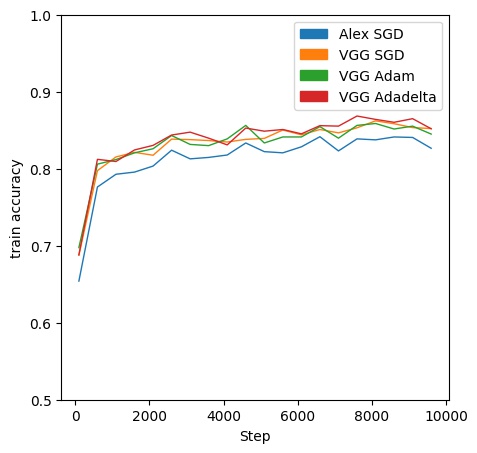 Alex SGD
VGG SGD
VGG Adam
VGG Adadelta
train accuracy
1.0
0.9
0.8
0.7
0.6
0.5
0 2000 4000 6000 8000 10000
Step